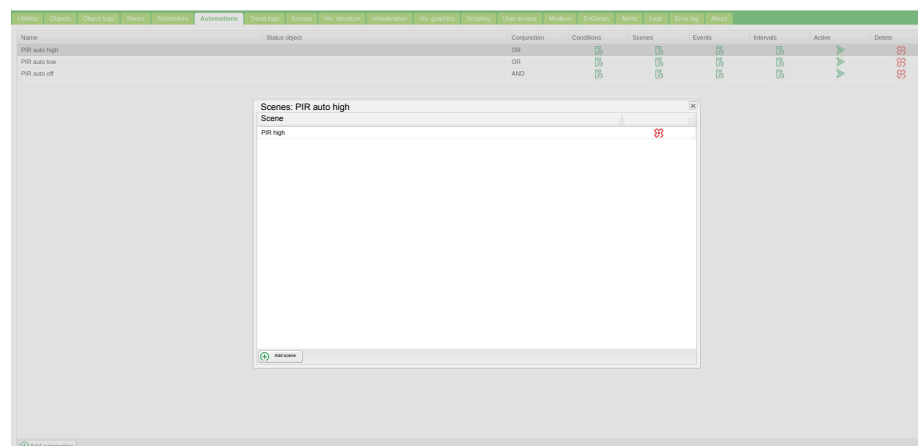 Utilities Objects Object logs Timers Schedulers Automations Trend logs Scenes Vis. structure Visualization Vis. graphics Scripting User access Modbus EnOcean Alerts Logs Error log About
Name Status object Conjunction Conditions Scenes Events Intervals Active Delete
PIR auto high OR
PIR auto low OR
PIR auto off AND
Scenes: PIR auto high
Scene
PIR high
Add scene
Add automation